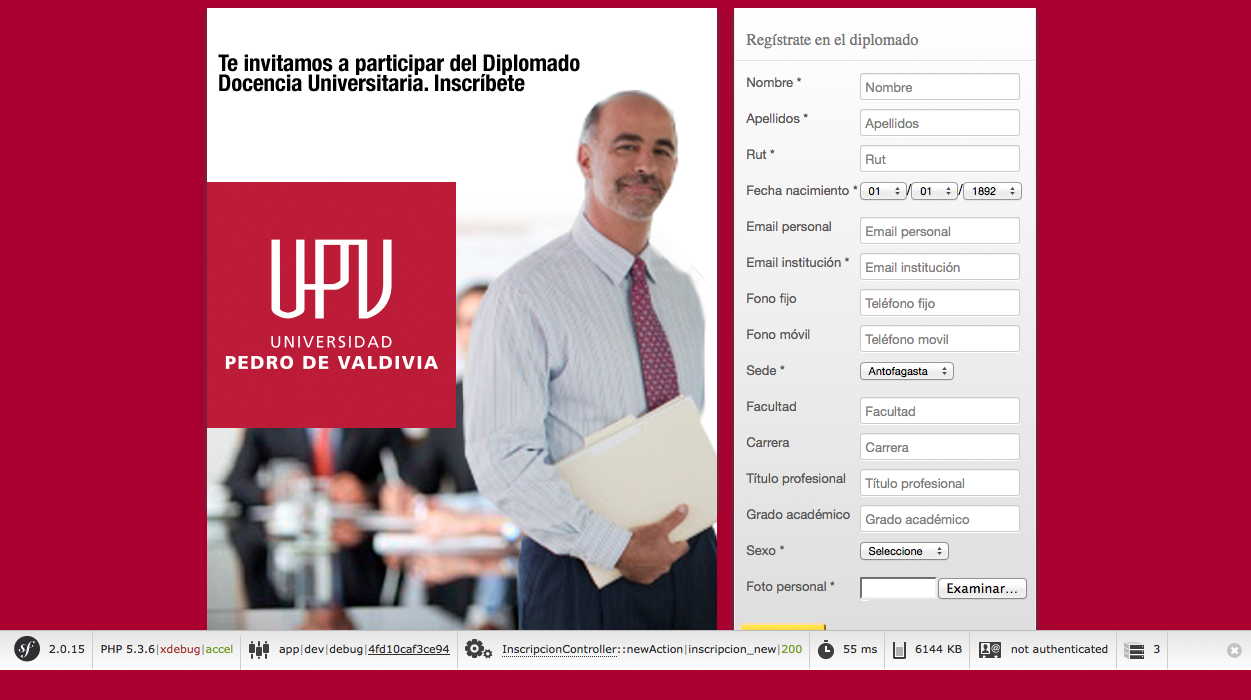 Te invitamos a participar del Diplomado
Docencia Universitaria. Inscríbete
UPV
UNIVERSIDAD
PEDRO DE VALDIVIA
Regístrate en el diplomado
Nombre * Nombre
Apellidos * Apellidos
Rut * Rut
Fecha nacimiento * 01 / 01 / 1892
Email personal Email personal
Email institución * Email institución
Fono fijo Teléfono fijo
Fono móvil Teléfono movil
Sede * Antofagasta
Facultad Facultad
Carrera Carrera
Título profesional Título profesional
Grado académico Grado académico
Sexo * Seleccione
Foto personal * Examinar...
sf 2.0.15 PHP 5.3.6|xdebug|accel app|dev|debug|4fd10caf3ce94 InscripcionController::newAction|inscripcion_new|200 55 ms 6144 KB not authenticated 3